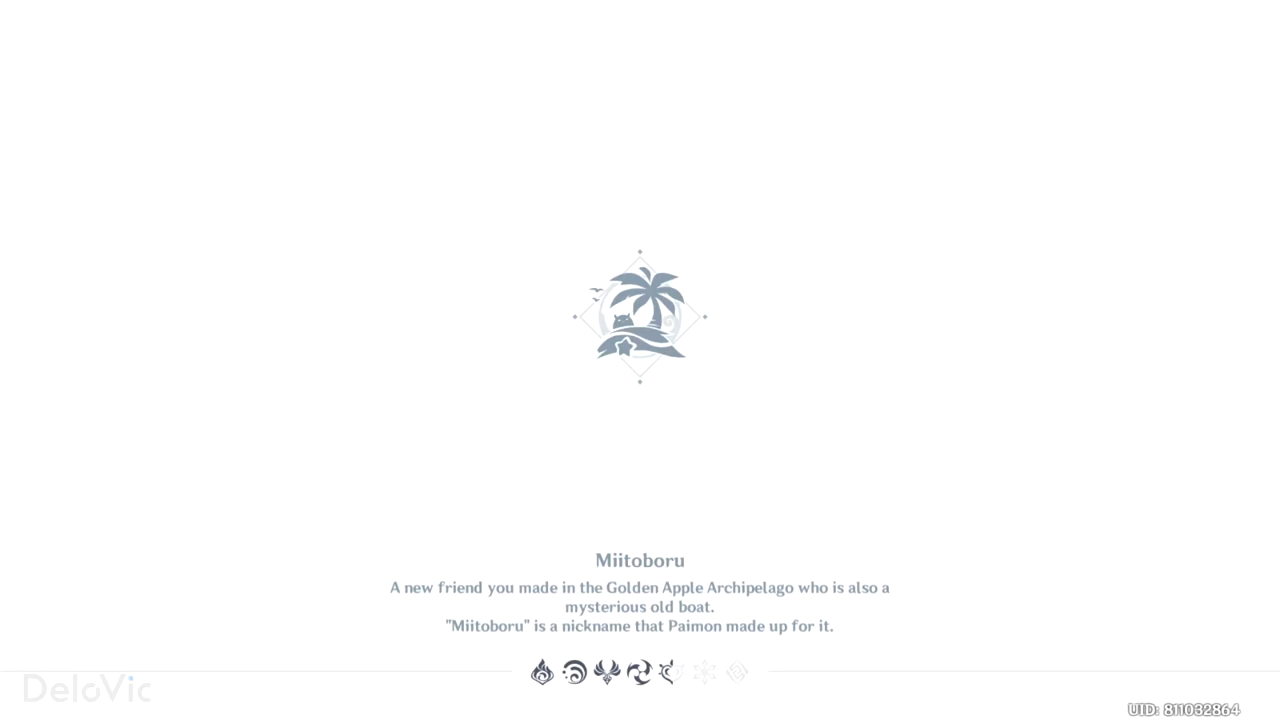 Miitoboru
A new friend you made in the Golden Apple Archipelago who is also a
mysterious old boat.
"Miitoboru" is a nickname that Paimon made up for it.
DeloVic
UID: 811032864